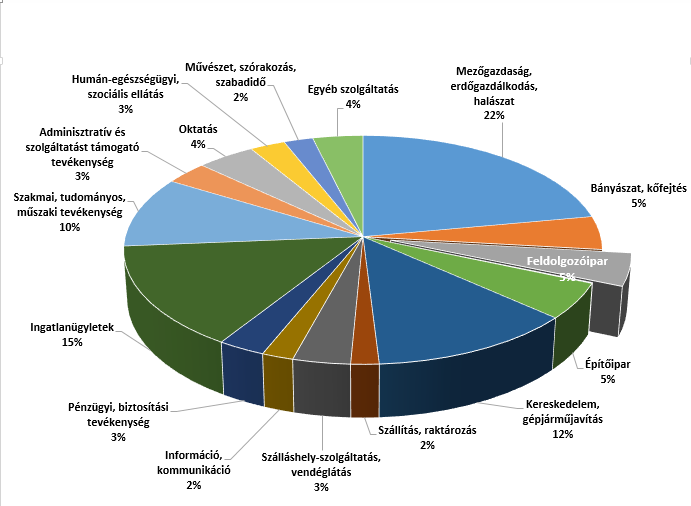 Mezőgazdaság,
erdőgazdálkodás,
halászat
22%
Bányászat, kőfejtés
5%
Feldolgozóipar
5%
Építőipar
5%
Kereskedelem,
gépjárműjavítás
12%
Szállítás, raktározás
2%
Szálláshely-szolgáltatás,
vendéglátás
3%
Információ,
kommunikáció
2%
Pénzügyi, biztosítási
tevékenység
3%
Ingatlanügyletek
15%
Szakmai, tudományos,
műszaki tevékenység
10%
Adminisztratív és
szolgáltatást támogató
tevékenység
3%
Oktatás
4%
Humán-egészségügyi,
szociális ellátás
3%
Művészet, szórakozás,
szabadidő
2%
Egyéb szolgáltatás
4%